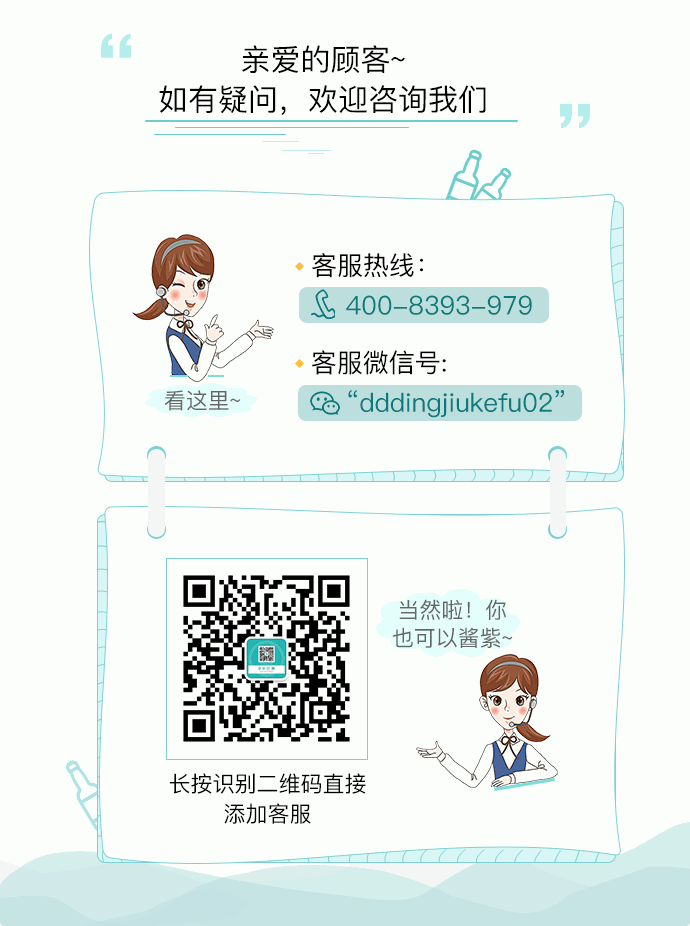 亲爱的顾客~
如有疑问，欢迎咨询我们
客服热线：
400-8393-979
客服微信号:
“dddingjiukefu02”
看这里~
当然啦！你
也可以酱紫~
长按识别二维码直接
添加客服